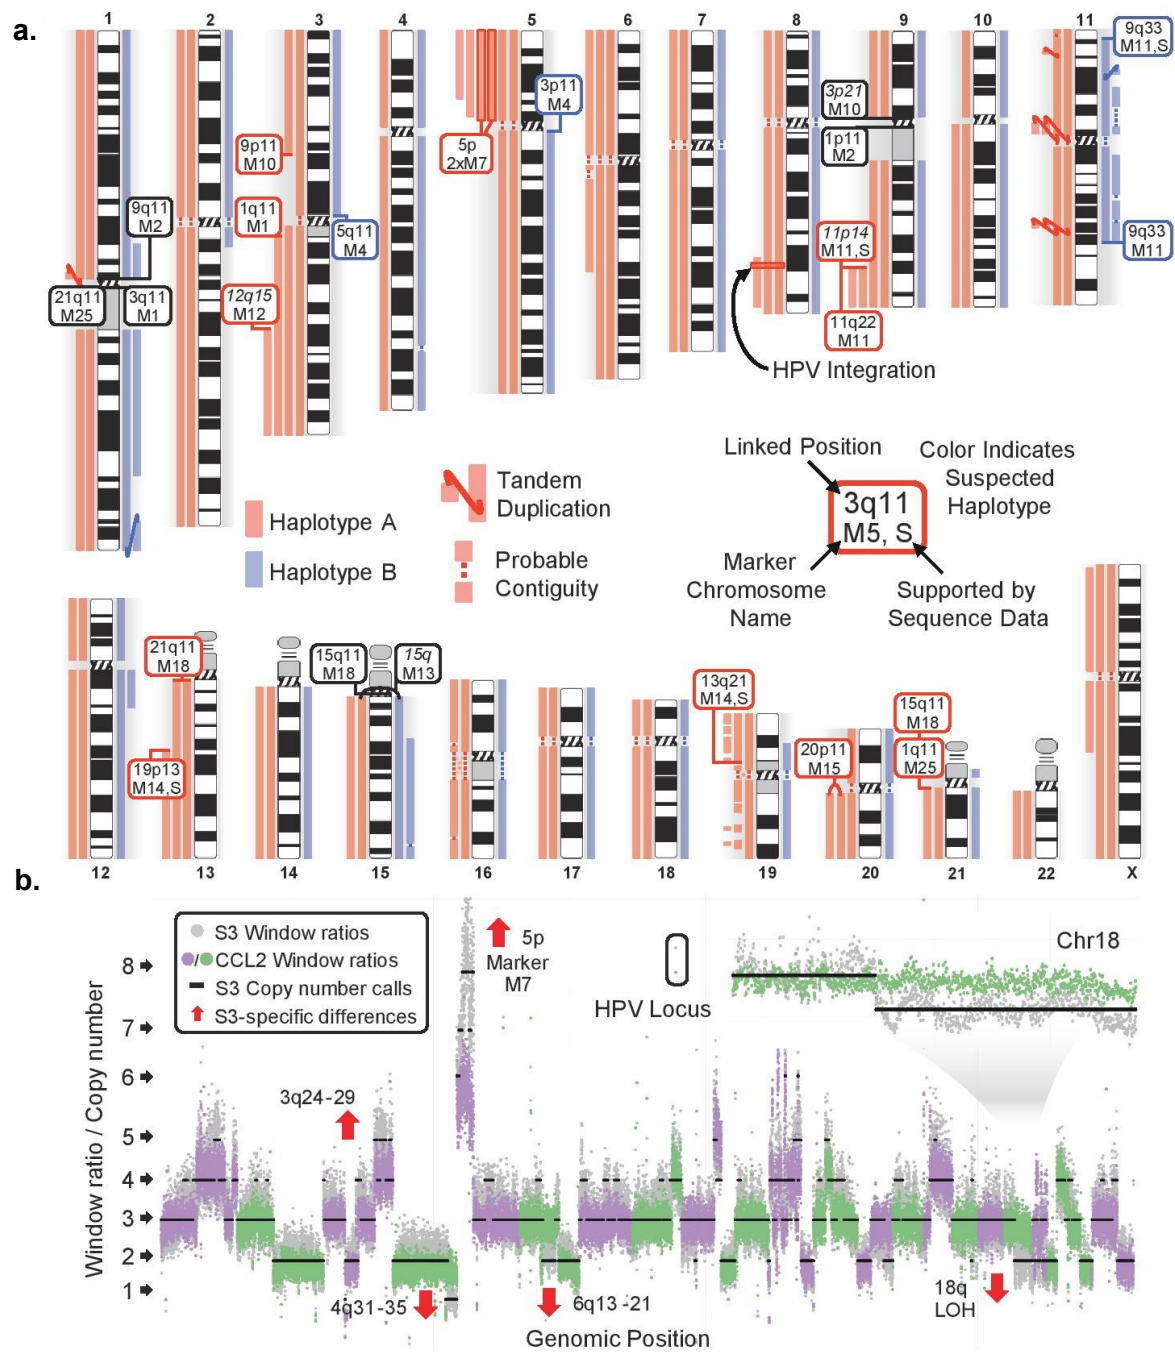 a.
1 2 3 4 5 6 7 8 9 10 11
9q33
M11,S
3p11
M4
3p21
M10
1p11
M2
9p11
M10
5p
2xM7
9q11
M2
1q11
M1
5q11
M4
11p14
M11,S
9q33
M11
21q11
M25
3q11
M1
12q15
M12
11q22
M11
HPV Integration
Linked Position
Color Indicates
Suspected
Haplotype
3q11
M5, S
Marker
Chromosome
Name
Supported by
Sequence Data
Haplotype A
Haplotype B
Tandem
Duplication
Probable
Contiguity
21q11
M18
15q11
M18
15q
M13
19p13
M14,S
13q21
M14,S
20p11
M15
15q11
M18
1q11
M25
12 13 14 15 16 17 18 19 20 21 22 X
b.
S3 Window ratios
/ CCL2 Window ratios
S3 Copy number calls
S3-specific differences
5p
Marker
M7
HPV Locus
Chr18
Window ratio / Copy number
8
7
6
5
4
3
2
1
3q24-29
4q31-35
6q13-21
18q
LOH
Genomic Position